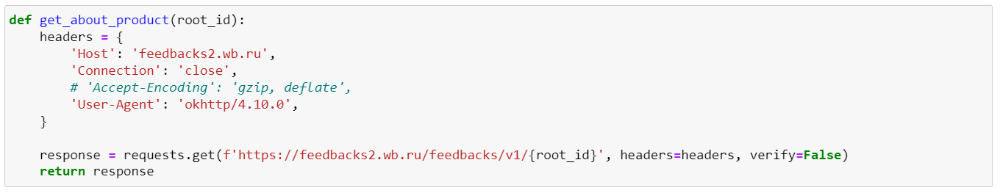 def get_about_product(root_id):
    headers = {
        'Host': 'feedbacks2.wb.ru',
        'Connection': 'close',
        # 'Accept-Encoding': 'gzip, deflate',
        'User-Agent': 'okhttp/4.10.0',
    }

    response = requests.get(f'https://feedbacks2.wb.ru/feedbacks/v1/{root_id}', headers=headers, verify=False)
    return response